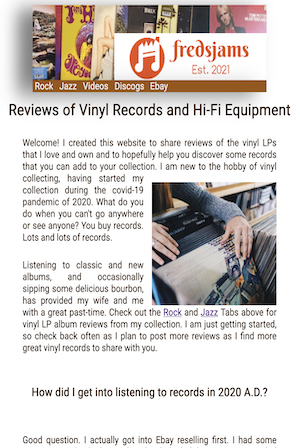 fredsjams
Est. 2021
Rock Jazz Videos Discogs Ebay
Reviews of Vinyl Records and Hi-Fi Equipment
Welcome! I created this website to share reviews of the vinyl LPs
that I love and own and to hopefully help you discover some records
that you can add to your collection. I am new to the hobby of vinyl
collecting, having started my
collection during the covid-19
pandemic of 2020. What do you
do when you can't go anywhere
or see anyone? You buy records.
Lots and lots of records.
Listening to classic and new
albums, and occasionally
sipping some delicious bourbon,
has provided my wife and me
with a great past-time. Check out the Rock and Jazz Tabs above for
vinyl LP album reviews from my collection. I am just getting started,
so check back often as I plan to post more reviews as I find more
great vinyl records to share with you.
How did I get into listening to records in 2020 A.D.?
Good question. I actually got into Ebay reselling first. I had some